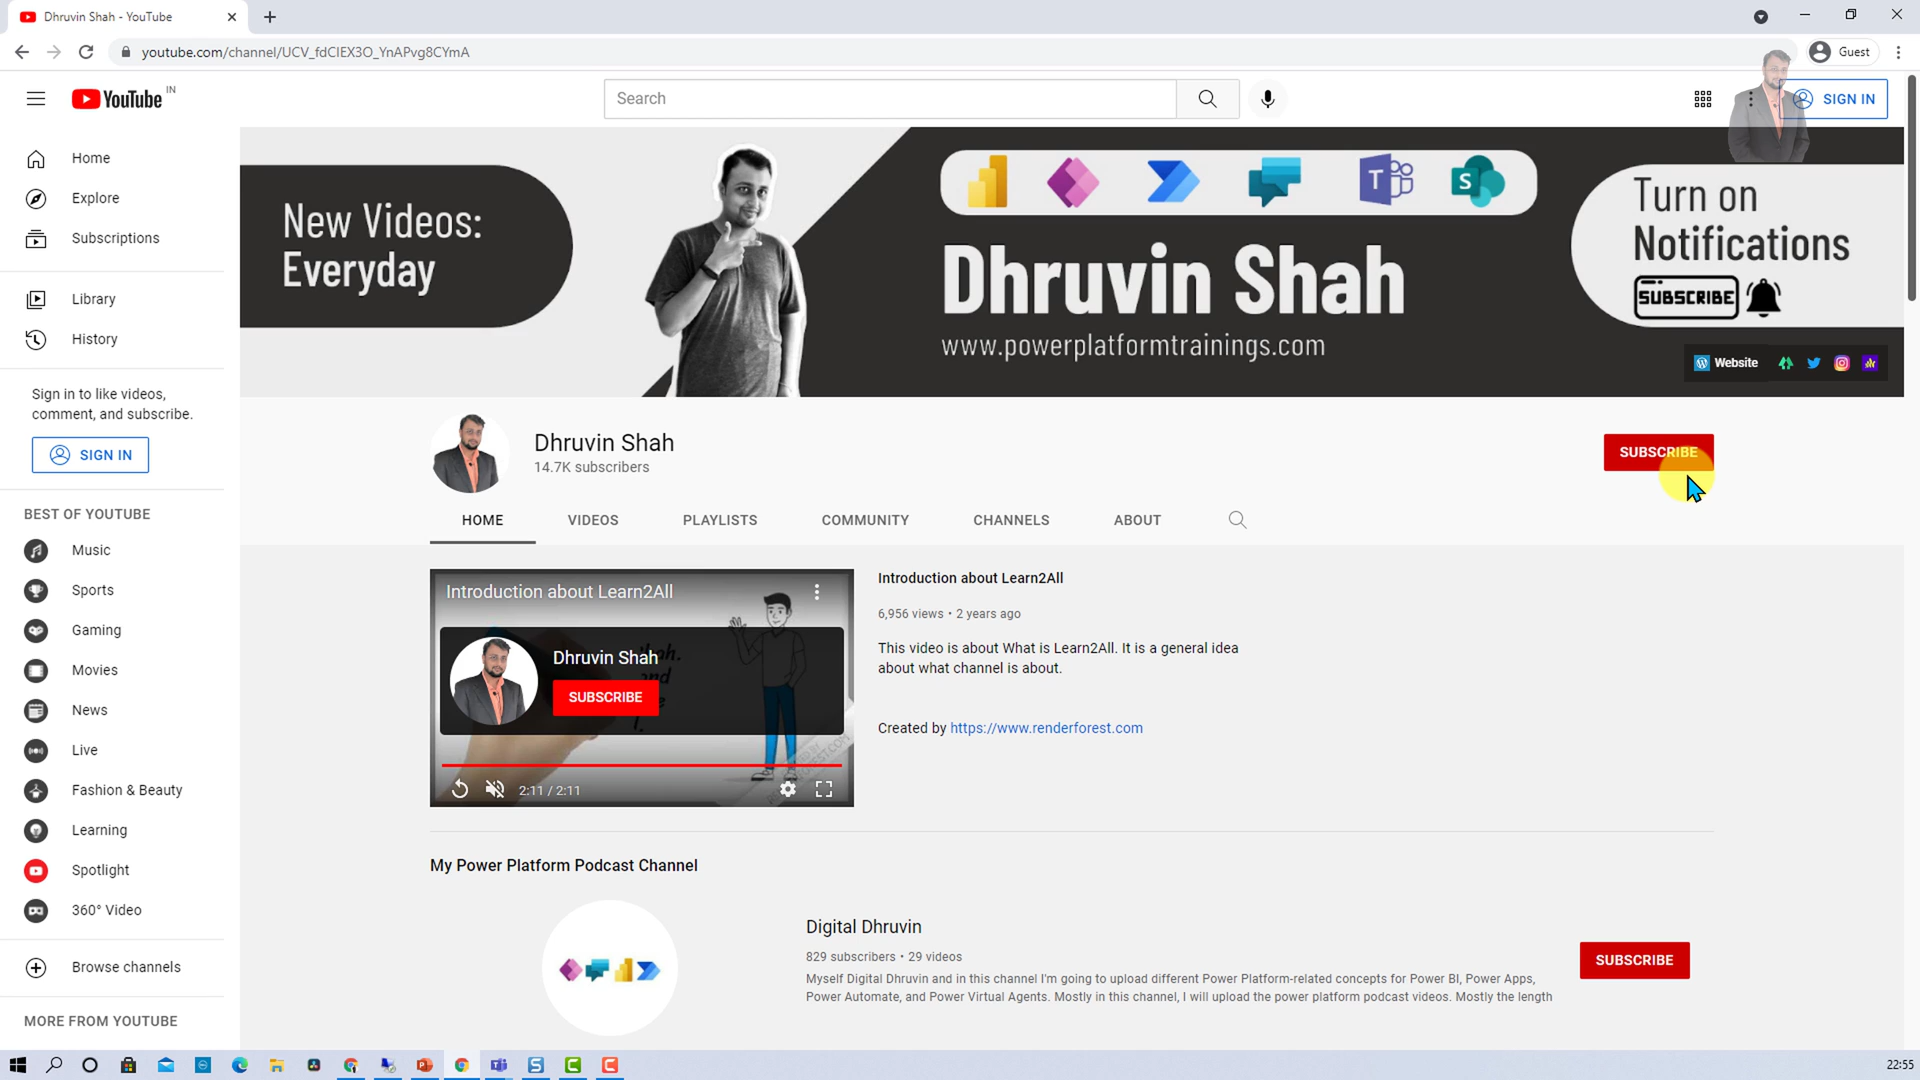 Dhruvin Shah - YouTube
youtube.com/channel/UCV_fdCIEX3O_YnAPvg8CYmA
Guest
YouTube IN
Search
SIGN IN
Home
Explore
Subscriptions
Library
History
Sign in to like videos,
comment, and subscribe.
SIGN IN
BEST OF YOUTUBE
Music
Sports
Gaming
Movies
News
Live
Fashion & Beauty
Learning
Spotlight
360° Video
Browse channels
MORE FROM YOUTUBE
New Videos:
Everyday
T
S
Dhruvin Shah
www.powerplatformtrainings.com
Turn on
Notifications
SUBSCRIBE
Website
Dhruvin Shah
14.7K subscribers
SUBSCRIBE
HOME
VIDEOS
PLAYLISTS
COMMUNITY
CHANNELS
ABOUT
Introduction about Learn2All
Dhruvin Shah
SUBSCRIBE
2:11 / 2:11
Introduction about Learn2All
6,956 views • 2 years ago
This video is about What is Learn2All. It is a general idea
about what channel is about.
Created by https://www.renderforest.com
My Power Platform Podcast Channel
Digital Dhruvin
829 subscribers • 29 videos
Myself Digital Dhruvin and in this channel I'm going to upload different Power Platform-related concepts for Power BI, Power Apps,
Power Automate, and Power Virtual Agents. Mostly in this channel, I will upload the power platform podcast videos. Mostly the length
SUBSCRIBE
22:55